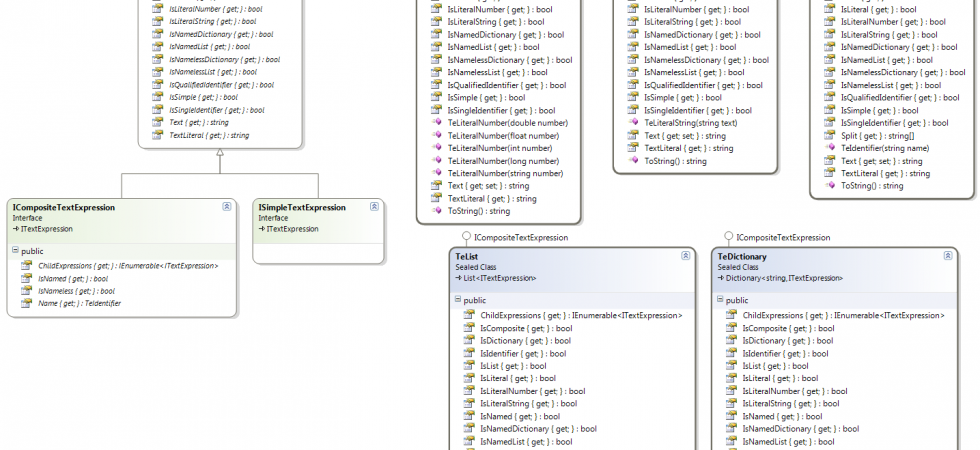 IsLiteralNumber { get; } : bool
IsLiteralString { get; } : bool
IsNamedDictionary { get; } : bool
IsNamedList { get; } : bool
IsNamelessDictionary { get; } : bool
IsNamelessList { get; } : bool
IsQualifiedIdentifier { get; } : bool
IsSimple { get; } : bool
IsSingleIdentifier { get; } : bool
Text { get; } : string
TextLiteral { get; } : string
ICompositeTextExpression
Interface
ITextExpression
public
ChildExpressions { get; } : IEnumerable<ITextExpression>
IsNamed { get; } : bool
IsNameless { get; } : bool
Name { get; } : TeIdentifier
ISimpleTextExpression
Interface
ITextExpression
IsLiteralNumber { get; } : bool
IsLiteralString { get; } : bool
IsNamedDictionary { get; } : bool
IsNamedList { get; } : bool
IsNamelessDictionary { get; } : bool
IsNamelessList { get; } : bool
IsQualifiedIdentifier { get; } : bool
IsSimple { get; } : bool
IsSingleIdentifier { get; } : bool
TeLiteralNumber(double number)
TeLiteralNumber(float number)
TeLiteralNumber(int number)
TeLiteralNumber(long number)
TeLiteralNumber(string number)
Text { get; set; } : string
TextLiteral { get; } : string
ToString() : string
IsLiteralNumber { get; } : bool
IsLiteralString { get; } : bool
IsNamedDictionary { get; } : bool
IsNamedList { get; } : bool
IsNamelessDictionary { get; } : bool
IsNamelessList { get; } : bool
IsQualifiedIdentifier { get; } : bool
IsSimple { get; } : bool
IsSingleIdentifier { get; } : bool
TeLiteralString(string text)
Text { get; set; } : string
TextLiteral { get; } : string
ToString() : string
IsLiteral { get; } : bool
IsLiteralNumber { get; } : bool
IsLiteralString { get; } : bool
IsNamedDictionary { get; } : bool
IsNamedList { get; } : bool
IsNamelessDictionary { get; } : bool
IsNamelessList { get; } : bool
IsQualifiedIdentifier { get; } : bool
IsSimple { get; } : bool
IsSingleIdentifier { get; } : bool
Split { get; } : string[]
TeIdentifier(string name)
Text { get; set; } : string
TextLiteral { get; } : string
ToString() : string
ICompositeTextExpression
TeList
Sealed Class
List<ITextExpression>
public
ChildExpressions { get; } : IEnumerable<ITextExpression>
IsComposite { get; } : bool
IsDictionary { get; } : bool
IsIdentifier { get; } : bool
IsList { get; } : bool
IsLiteral { get; } : bool
IsLiteralNumber { get; } : bool
IsLiteralString { get; } : bool
IsNamed { get; } : bool
IsNamedDictionary { get; } : bool
IsNamedList { get; } : bool
ICompositeTextExpression
TeDictionary
Sealed Class
Dictionary<string,ITextExpression>
public
ChildExpressions { get; } : IEnumerable<ITextExpression>
IsComposite { get; } : bool
IsDictionary { get; } : bool
IsIdentifier { get; } : bool
IsList { get; } : bool
IsLiteral { get; } : bool
IsLiteralNumber { get; } : bool
IsLiteralString { get; } : bool
IsNamed { get; } : bool
IsNamedDictionary { get; } : bool
IsNamedList { get; } : bool